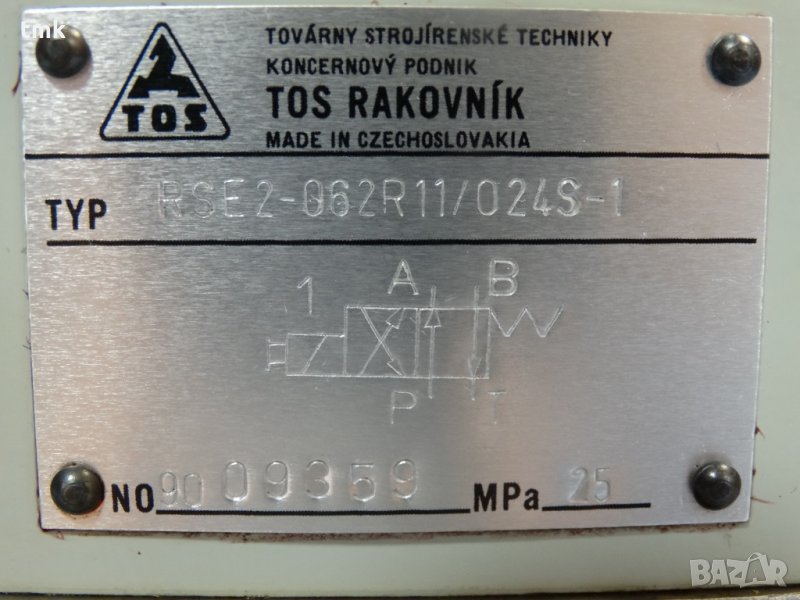 tmk
TOS
TOVÁRNY STROJÍRENSKÉ TECHNIKY
KONCERNOVÝ PODNIK
TOS RAKOVNÍK
MADE IN CZECHOSLOVAKIA
TYP RSE2-062R11/024S-1
1 A B
P T
NO 90 09359 MPa 25
BAZAR